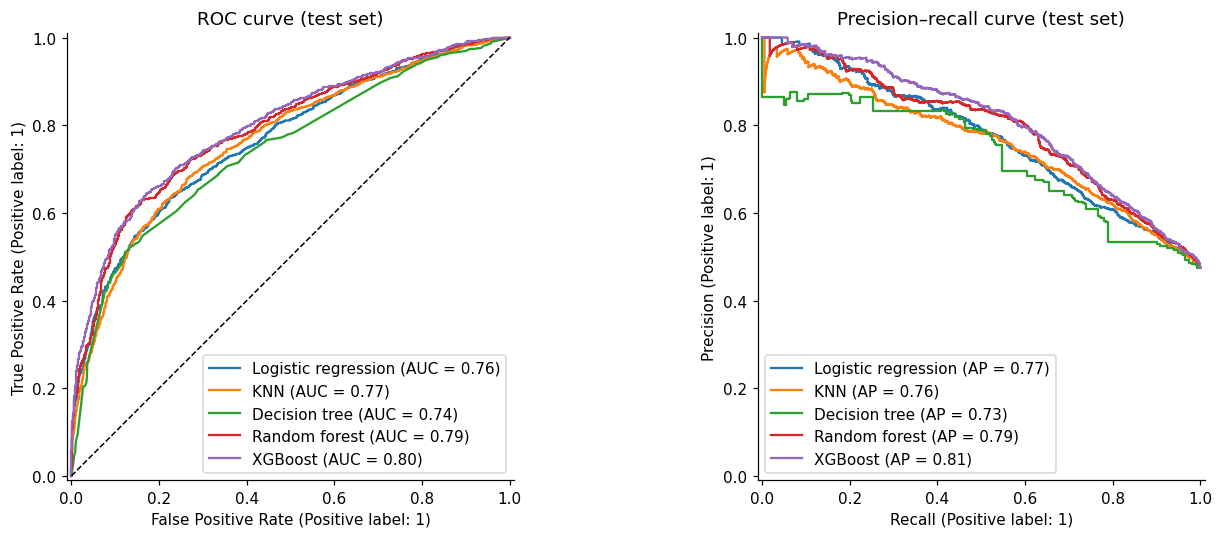 ROC curve (test set)
1.0
0.8
0.6
0.4
0.2
0.0
True Positive Rate (Positive label: 1)
Logistic regression (AUC = 0.76)
KNN (AUC = 0.77)
Decision tree (AUC = 0.74)
Random forest (AUC = 0.79)
XGBoost (AUC = 0.80)
0.0 0.2 0.4 0.6 0.8 1.0
False Positive Rate (Positive label: 1)
Precision–recall curve (test set)
1.0
0.8
0.6
0.4
0.2
0.0
Precision (Positive label: 1)
Logistic regression (AP = 0.77)
KNN (AP = 0.76)
Decision tree (AP = 0.73)
Random forest (AP = 0.79)
XGBoost (AP = 0.81)
0.0 0.2 0.4 0.6 0.8 1.0
Recall (Positive label: 1)